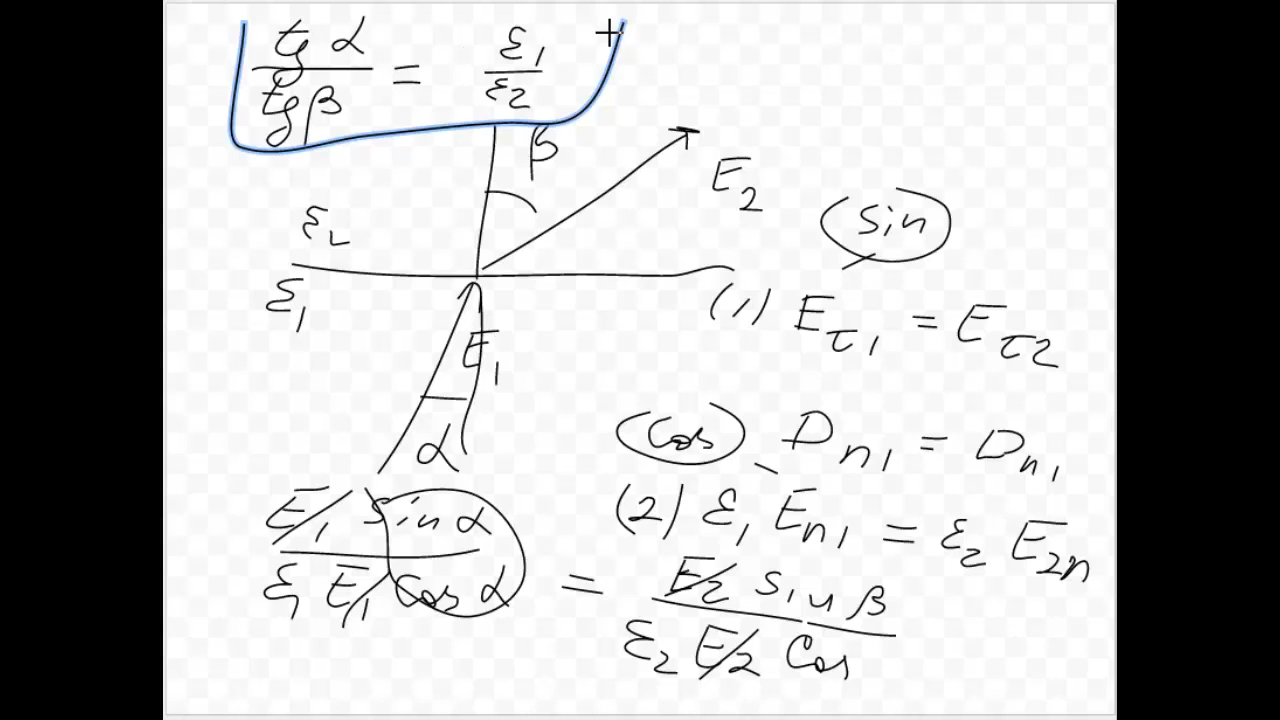 tg α / tg β = ε1 / ε2
β
E2
ε2
sin
ε1
(1) Eτ1 = Eτ2
E1
α
cos Dn1 = Dn1
(2) ε1 En1 = ε2 E2n
E1 sin α / ε1 E1 cos α = E2 sin β / ε2 E2 cos